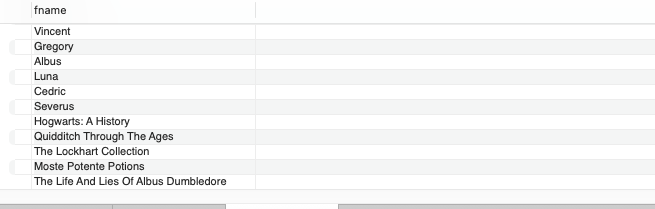 fname
Vincent
Gregory
Albus
Luna
Cedric
Severus
Hogwarts: A History
Quidditch Through The Ages
The Lockhart Collection
Moste Potente Potions
The Life And Lies Of Albus Dumbledore